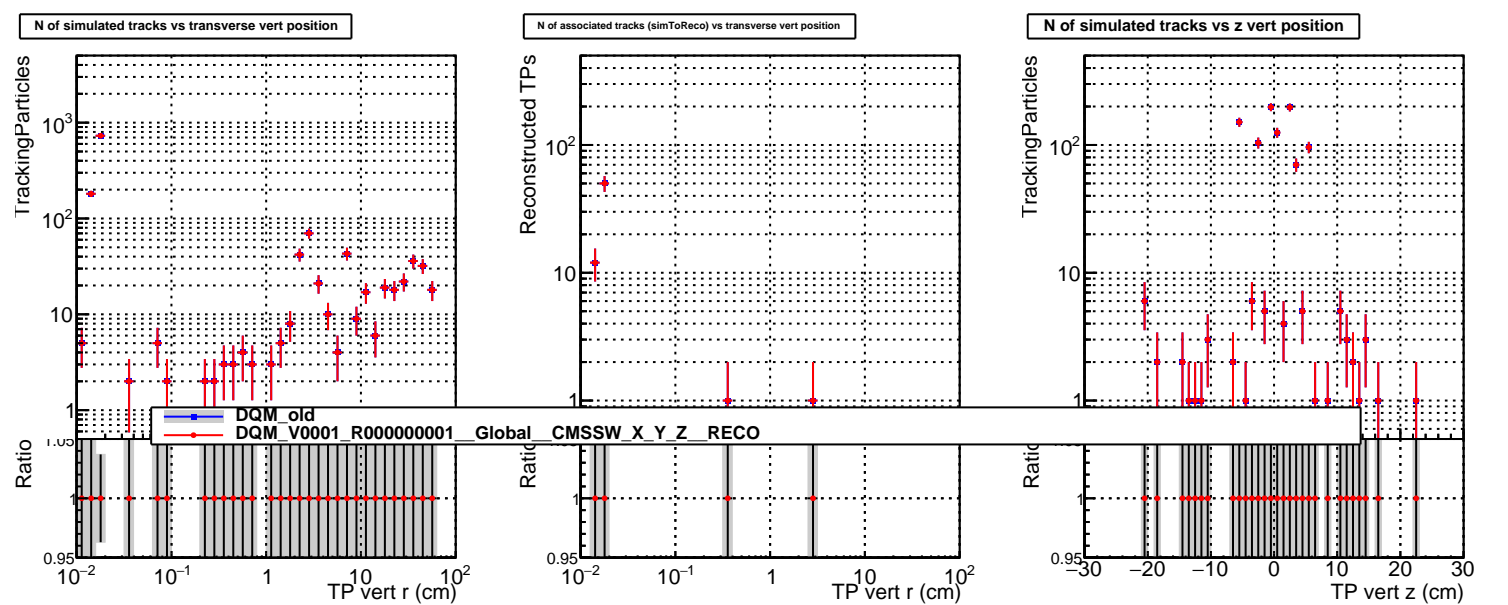 N of simulated tracks vs transverse vert position
TrackingParticles
10³
10²
10
1
1.05
Ratio
1
0.95
10⁻² 10⁻¹ 1 10 10²
TP vert r (cm)
N of associated tracks (simToReco) vs transverse vert position
Reconstructed TPs
10²
10
1
Ratio
1
0.95
10⁻² 10⁻¹ 1 10 10²
TP vert r (cm)
N of simulated tracks vs z vert position
TrackingParticles
10²
10
1
Ratio
1
0.95
−30 −20 −10 0 10 20 30
TP vert z (cm)
DQM_old
DQM_V0001_R000000001__Global__CMSSW_X_Y_Z__RECO